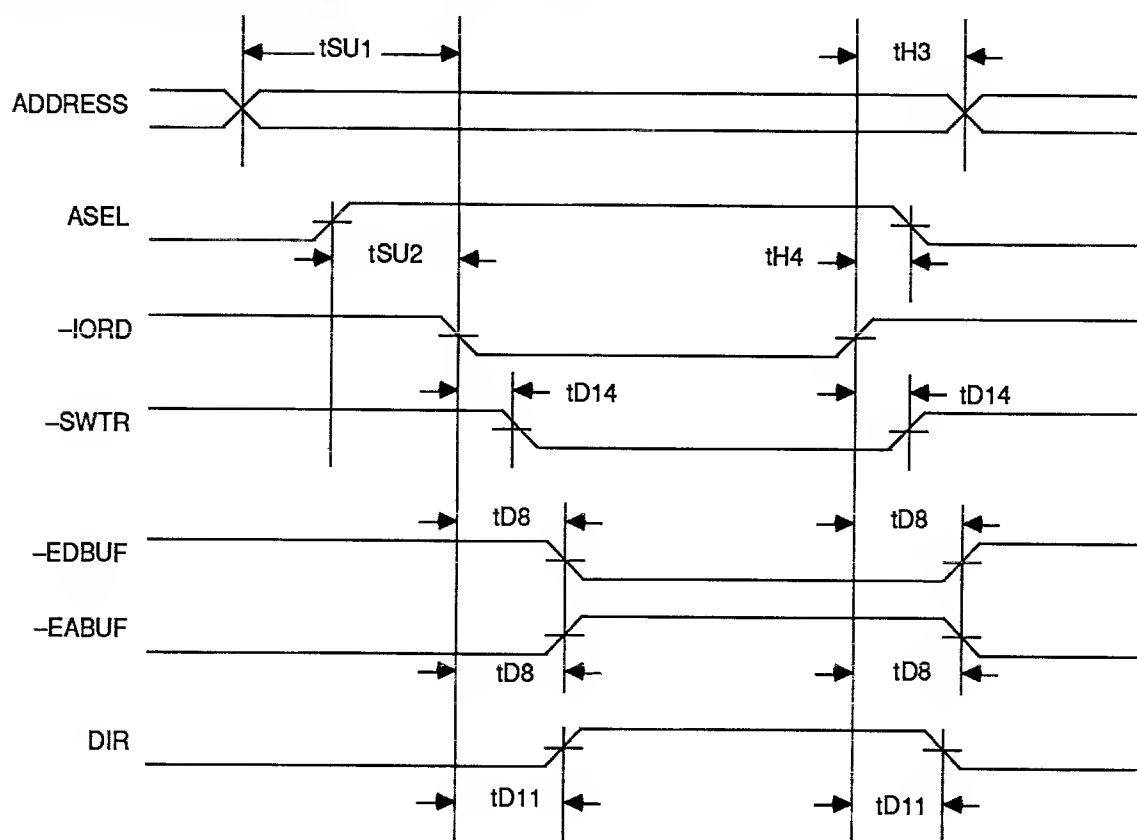 tSU1
tH3
ADDRESS
ASEL
tSU2
tH4
–IORD
tD14
tD14
–SWTR
tD8
tD8
–EDBUF
–EABUF
tD8
tD8
DIR
tD11
tD11